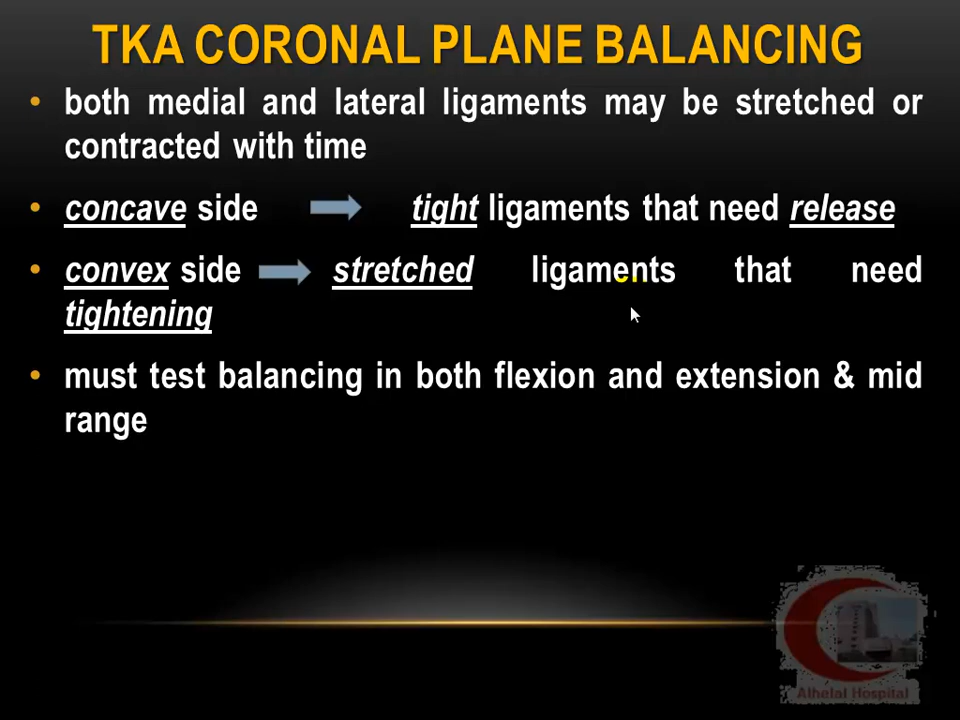 TKA CORONAL PLANE BALANCING
• both medial and lateral ligaments may be stretched or
contracted with time
• concave side tight ligaments that need release
• convex side stretched ligaments that need
tightening
• must test balancing in both flexion and extension & mid
range
Alhelal Hospital